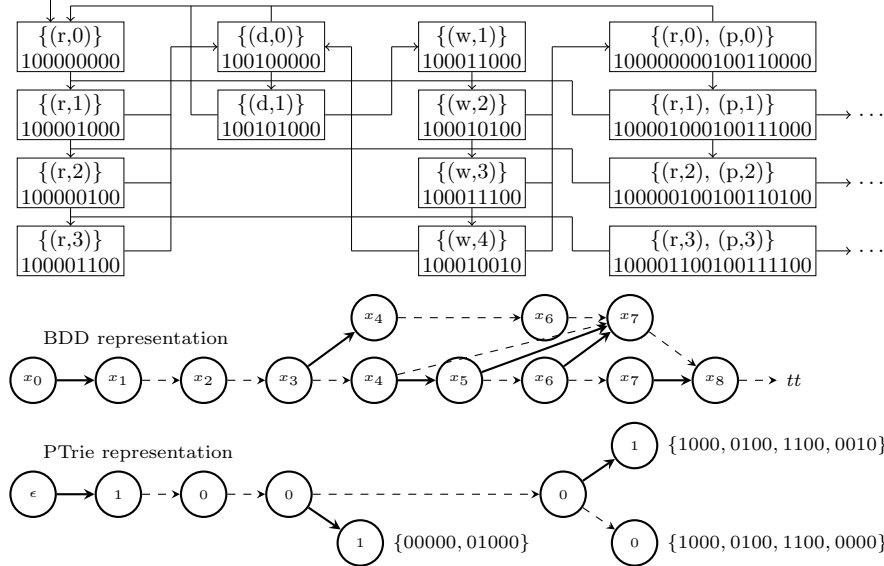 {(r,0)} {(d,0)} {(w,1)} {(r,0), (p,0)}
100000000 100100000 100011000 100000000100110000
{(r,1)} {(d,1)} {(w,2)} {(r,1), (p,1)}
100001000 100101000 100010100 100001000100111000 ...
{(r,2)} {(w,3)} {(r,2), (p,2)}
100000100 100011100 100000100100110100 ...
{(r,3)} {(w,4)} {(r,3), (p,3)}
100001100 100010010 100001100100111100 ...
x4 x6 x7
BDD representation
x0 x1 x2 x3 x4 x5 x6 x7 x8 tt
PTrie representation
1 {1000, 0100, 1100, 0010}
ϵ 1 0 0 0
1 {00000, 01000} 0 {1000, 0100, 1100, 0000}